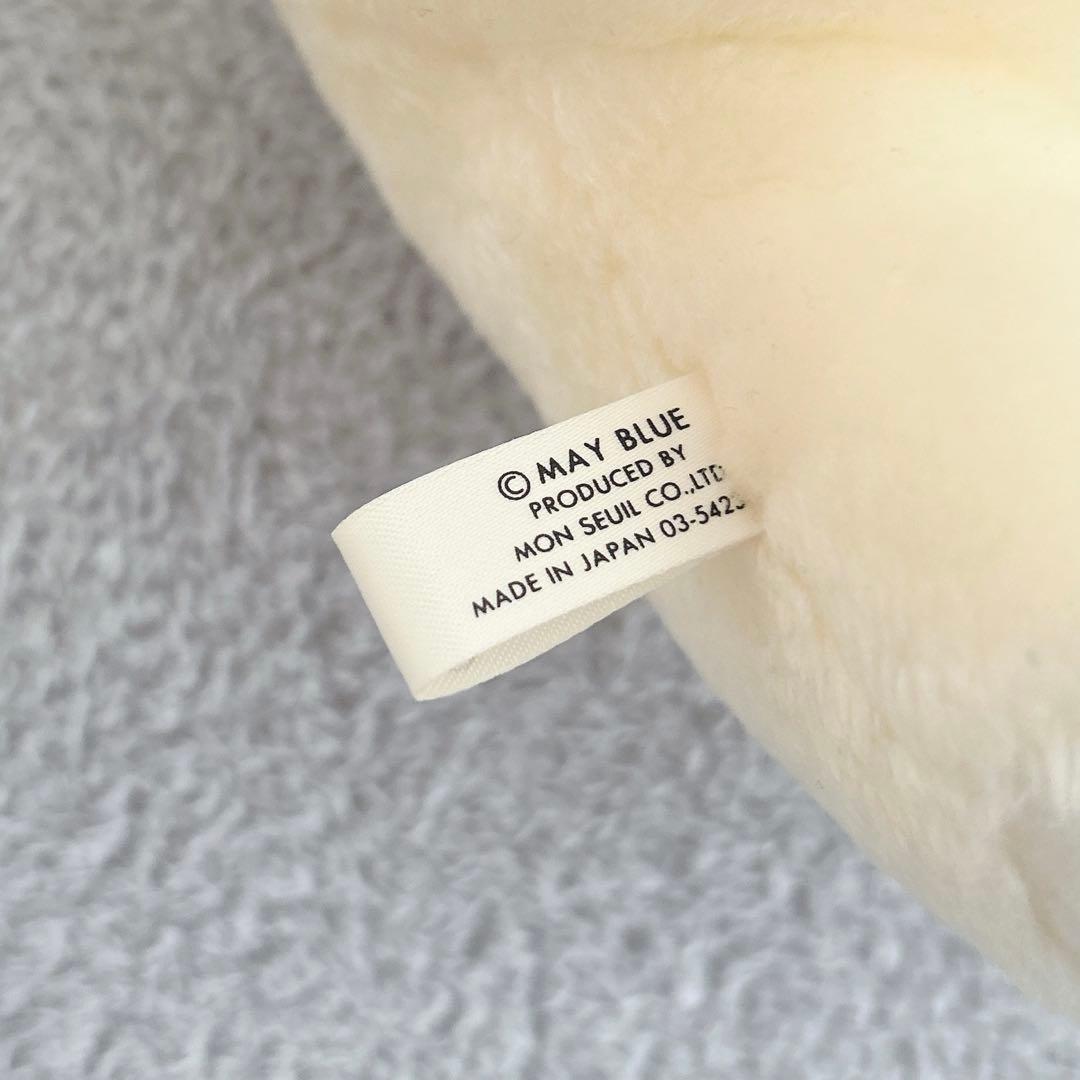 © MAY BLUE
PRODUCED BY
MON SEUIL CO.,LTD
MADE IN JAPAN 03-542